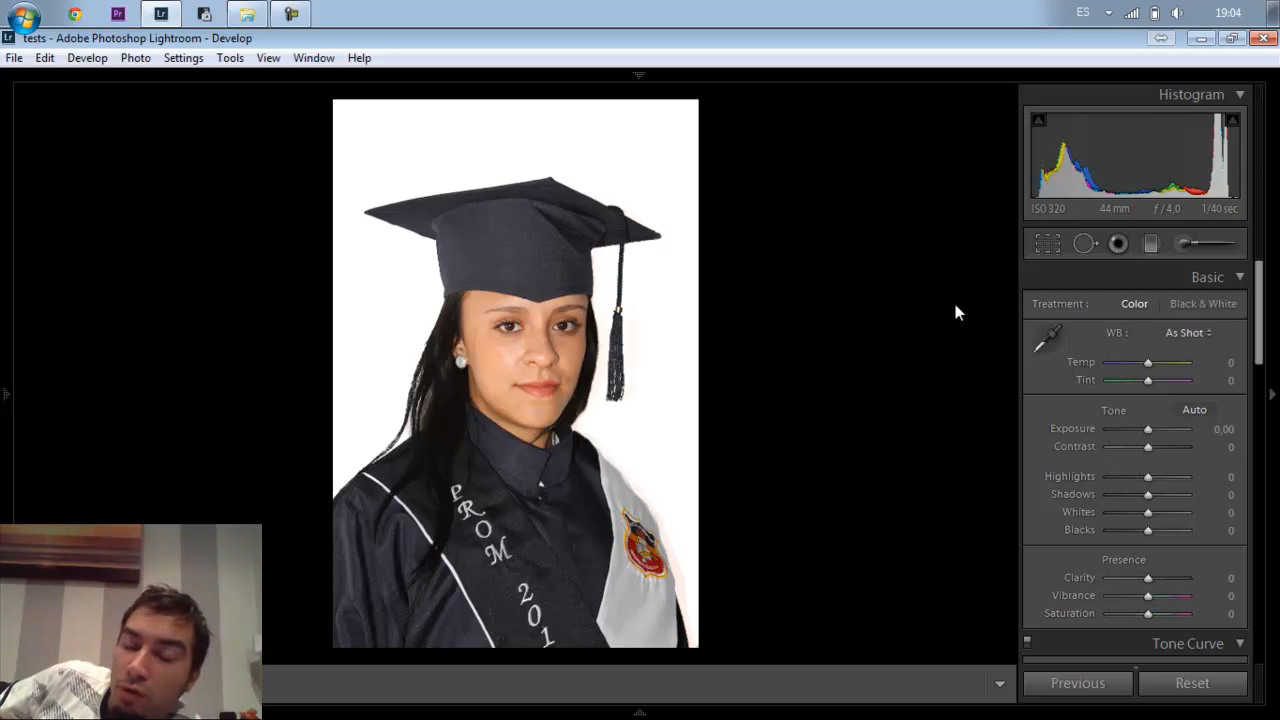 ES 19:04
tests - Adobe Photoshop Lightroom - Develop
File Edit Develop Photo Settings Tools View Window Help
Histogram
ISO 320 44 mm ƒ / 4,0 1/40 sec
Basic
Treatment : Color Black & White
WB : As Shot
Temp 0
Tint 0
Tone Auto
Exposure 0,00
Contrast 0
Highlights 0
Shadows 0
Whites 0
Blacks 0
Presence
Clarity 0
Vibrance 0
Saturation 0
Tone Curve
Previous Reset
PROM 201
Pr
Lr
Lr